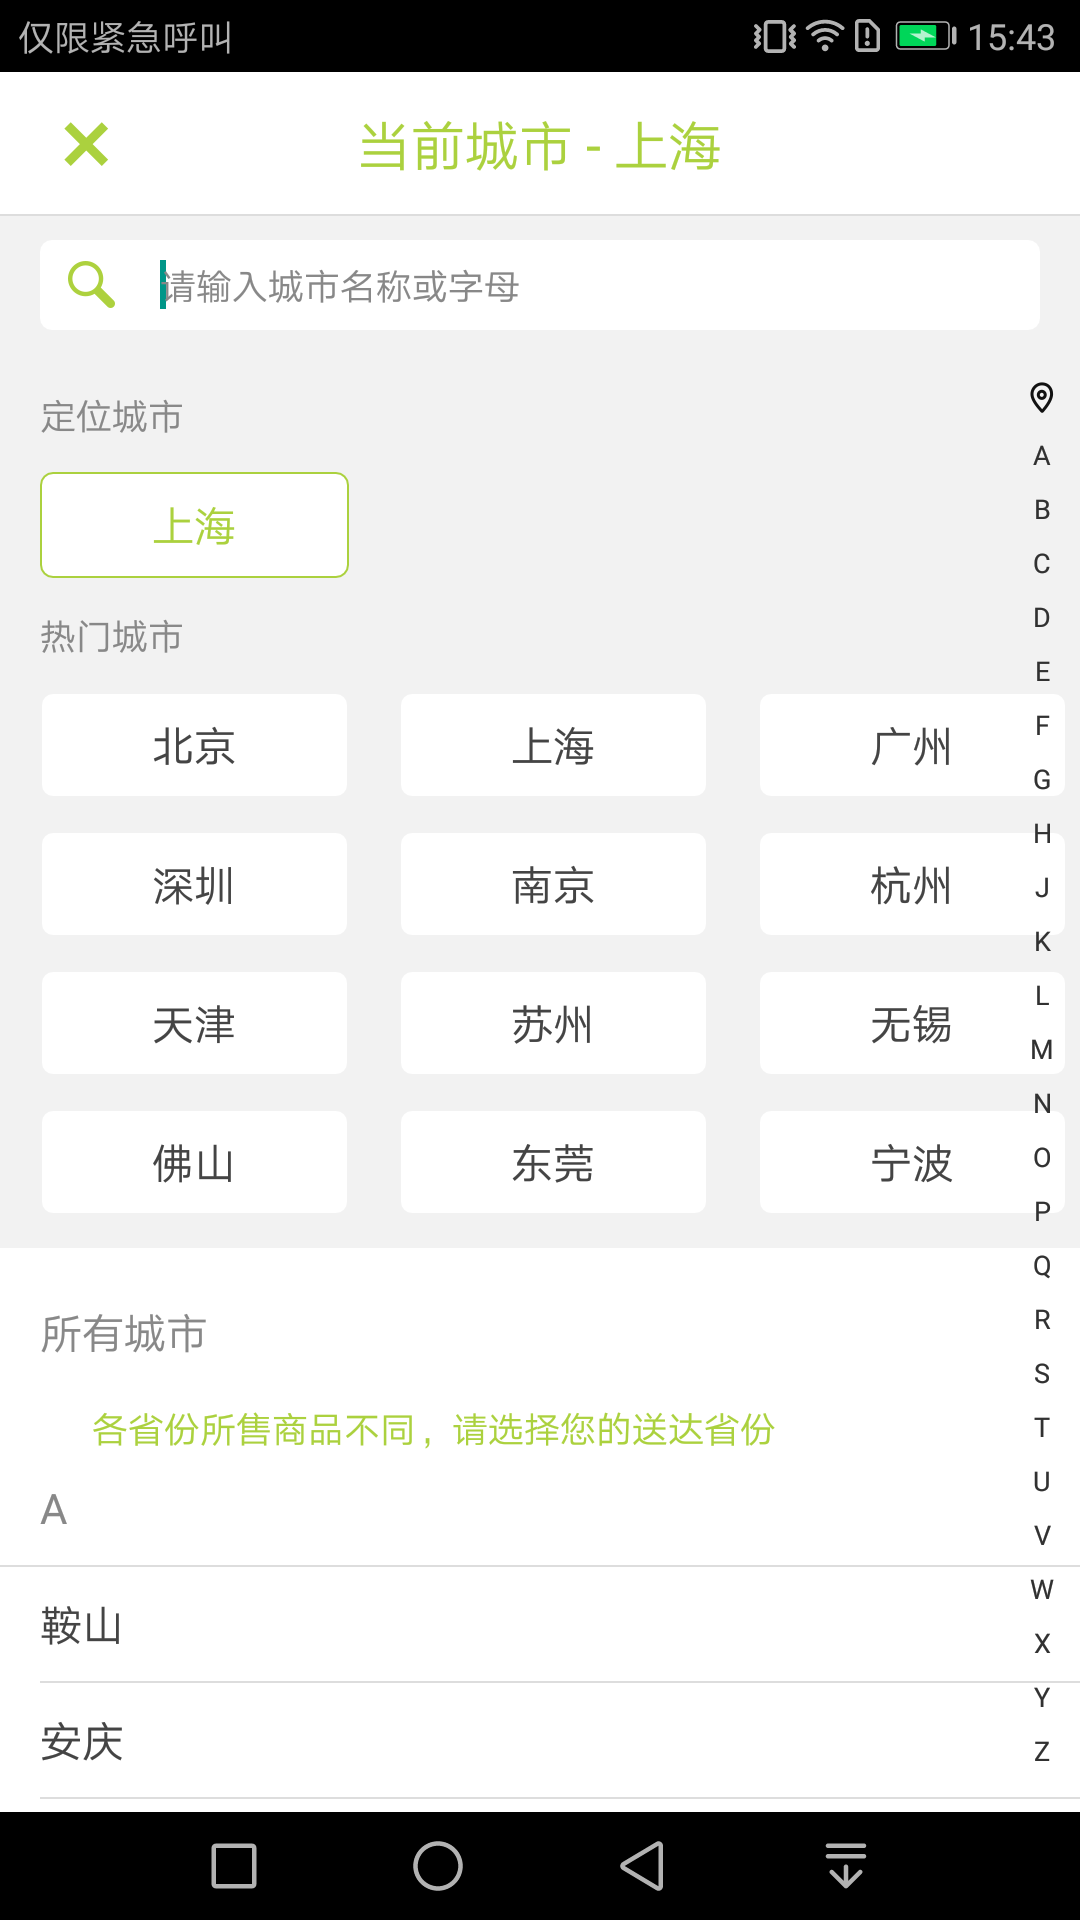 仅限紧急呼叫 15:43
当前城市 - 上海
请输入城市名称或字母
定位城市
上海
热门城市
北京 上海 广州
深圳 南京 杭州
天津 苏州 无锡
佛山 东莞 宁波
所有城市
各省份所售商品不同，请选择您的送达省份
A
鞍山
安庆
A
B
C
D
E
F
G
H
J
K
L
M
N
O
P
Q
R
S
T
U
V
W
X
Y
Z